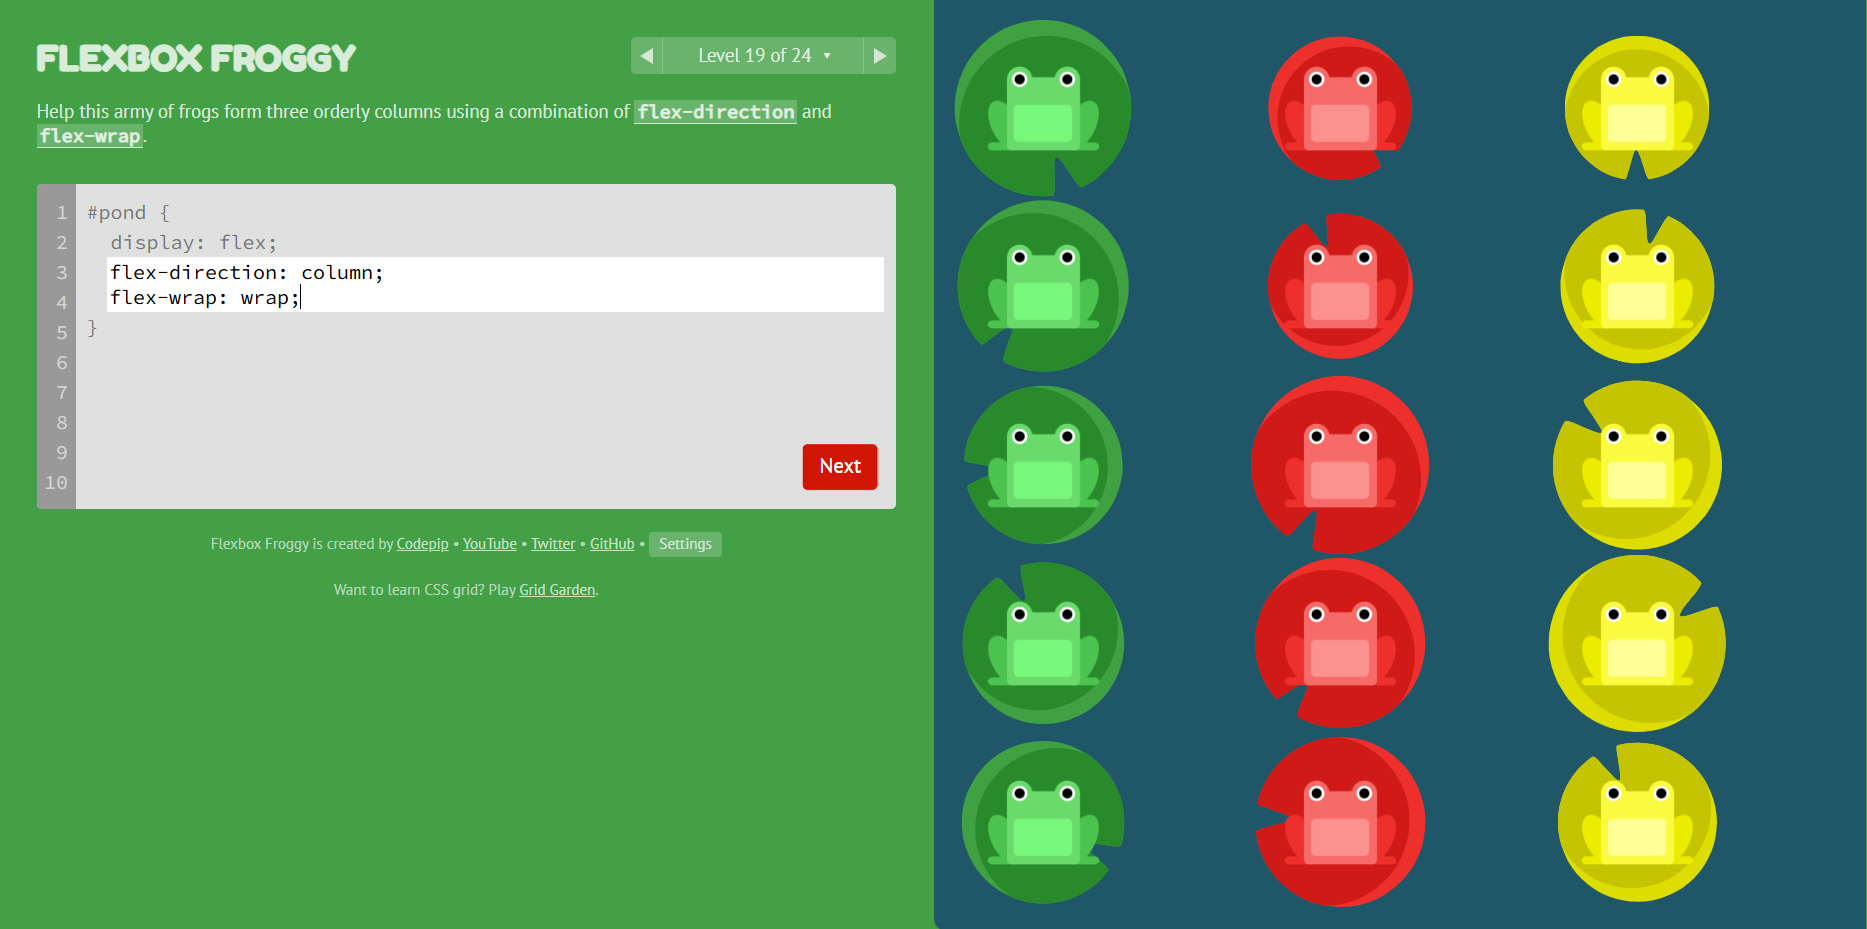 FLEXBOX FROGGY
◀ Level 19 of 24 ▼ ▶
Help this army of frogs form three orderly columns using a combination of flex-direction and
flex-wrap.
1 #pond {
2 display: flex;
3 flex-direction: column;
4 flex-wrap: wrap;
5 }
6
7
8
9
10
Next
Flexbox Froggy is created by Codepip • YouTube • Twitter • GitHub • Settings
Want to learn CSS grid? Play Grid Garden.